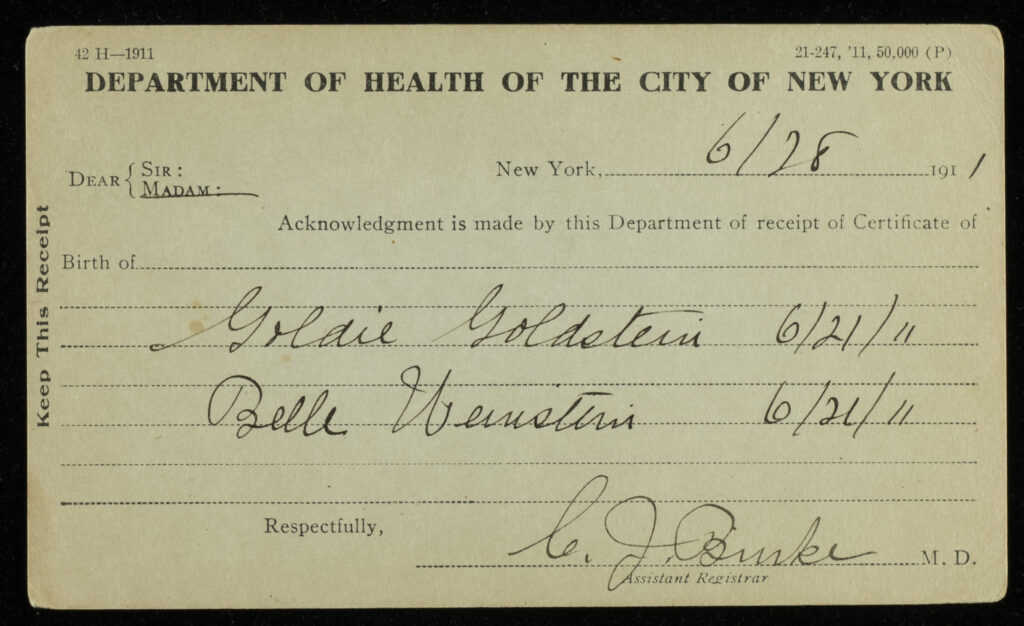 42 H—1911
21-247, '11, 50,000 (P)
DEPARTMENT OF HEALTH OF THE CITY OF NEW YORK
DEAR { SIR :
MADAM :
New York, 6/28 1911
Acknowledgment is made by this Department of receipt of Certificate of
Birth of
Goldie Goldstein 6/21/11
Belle Weinstein 6/21/11
Respectfully,
C. J. Burke M. D.
Assistant Registrar
Keep This Receipt